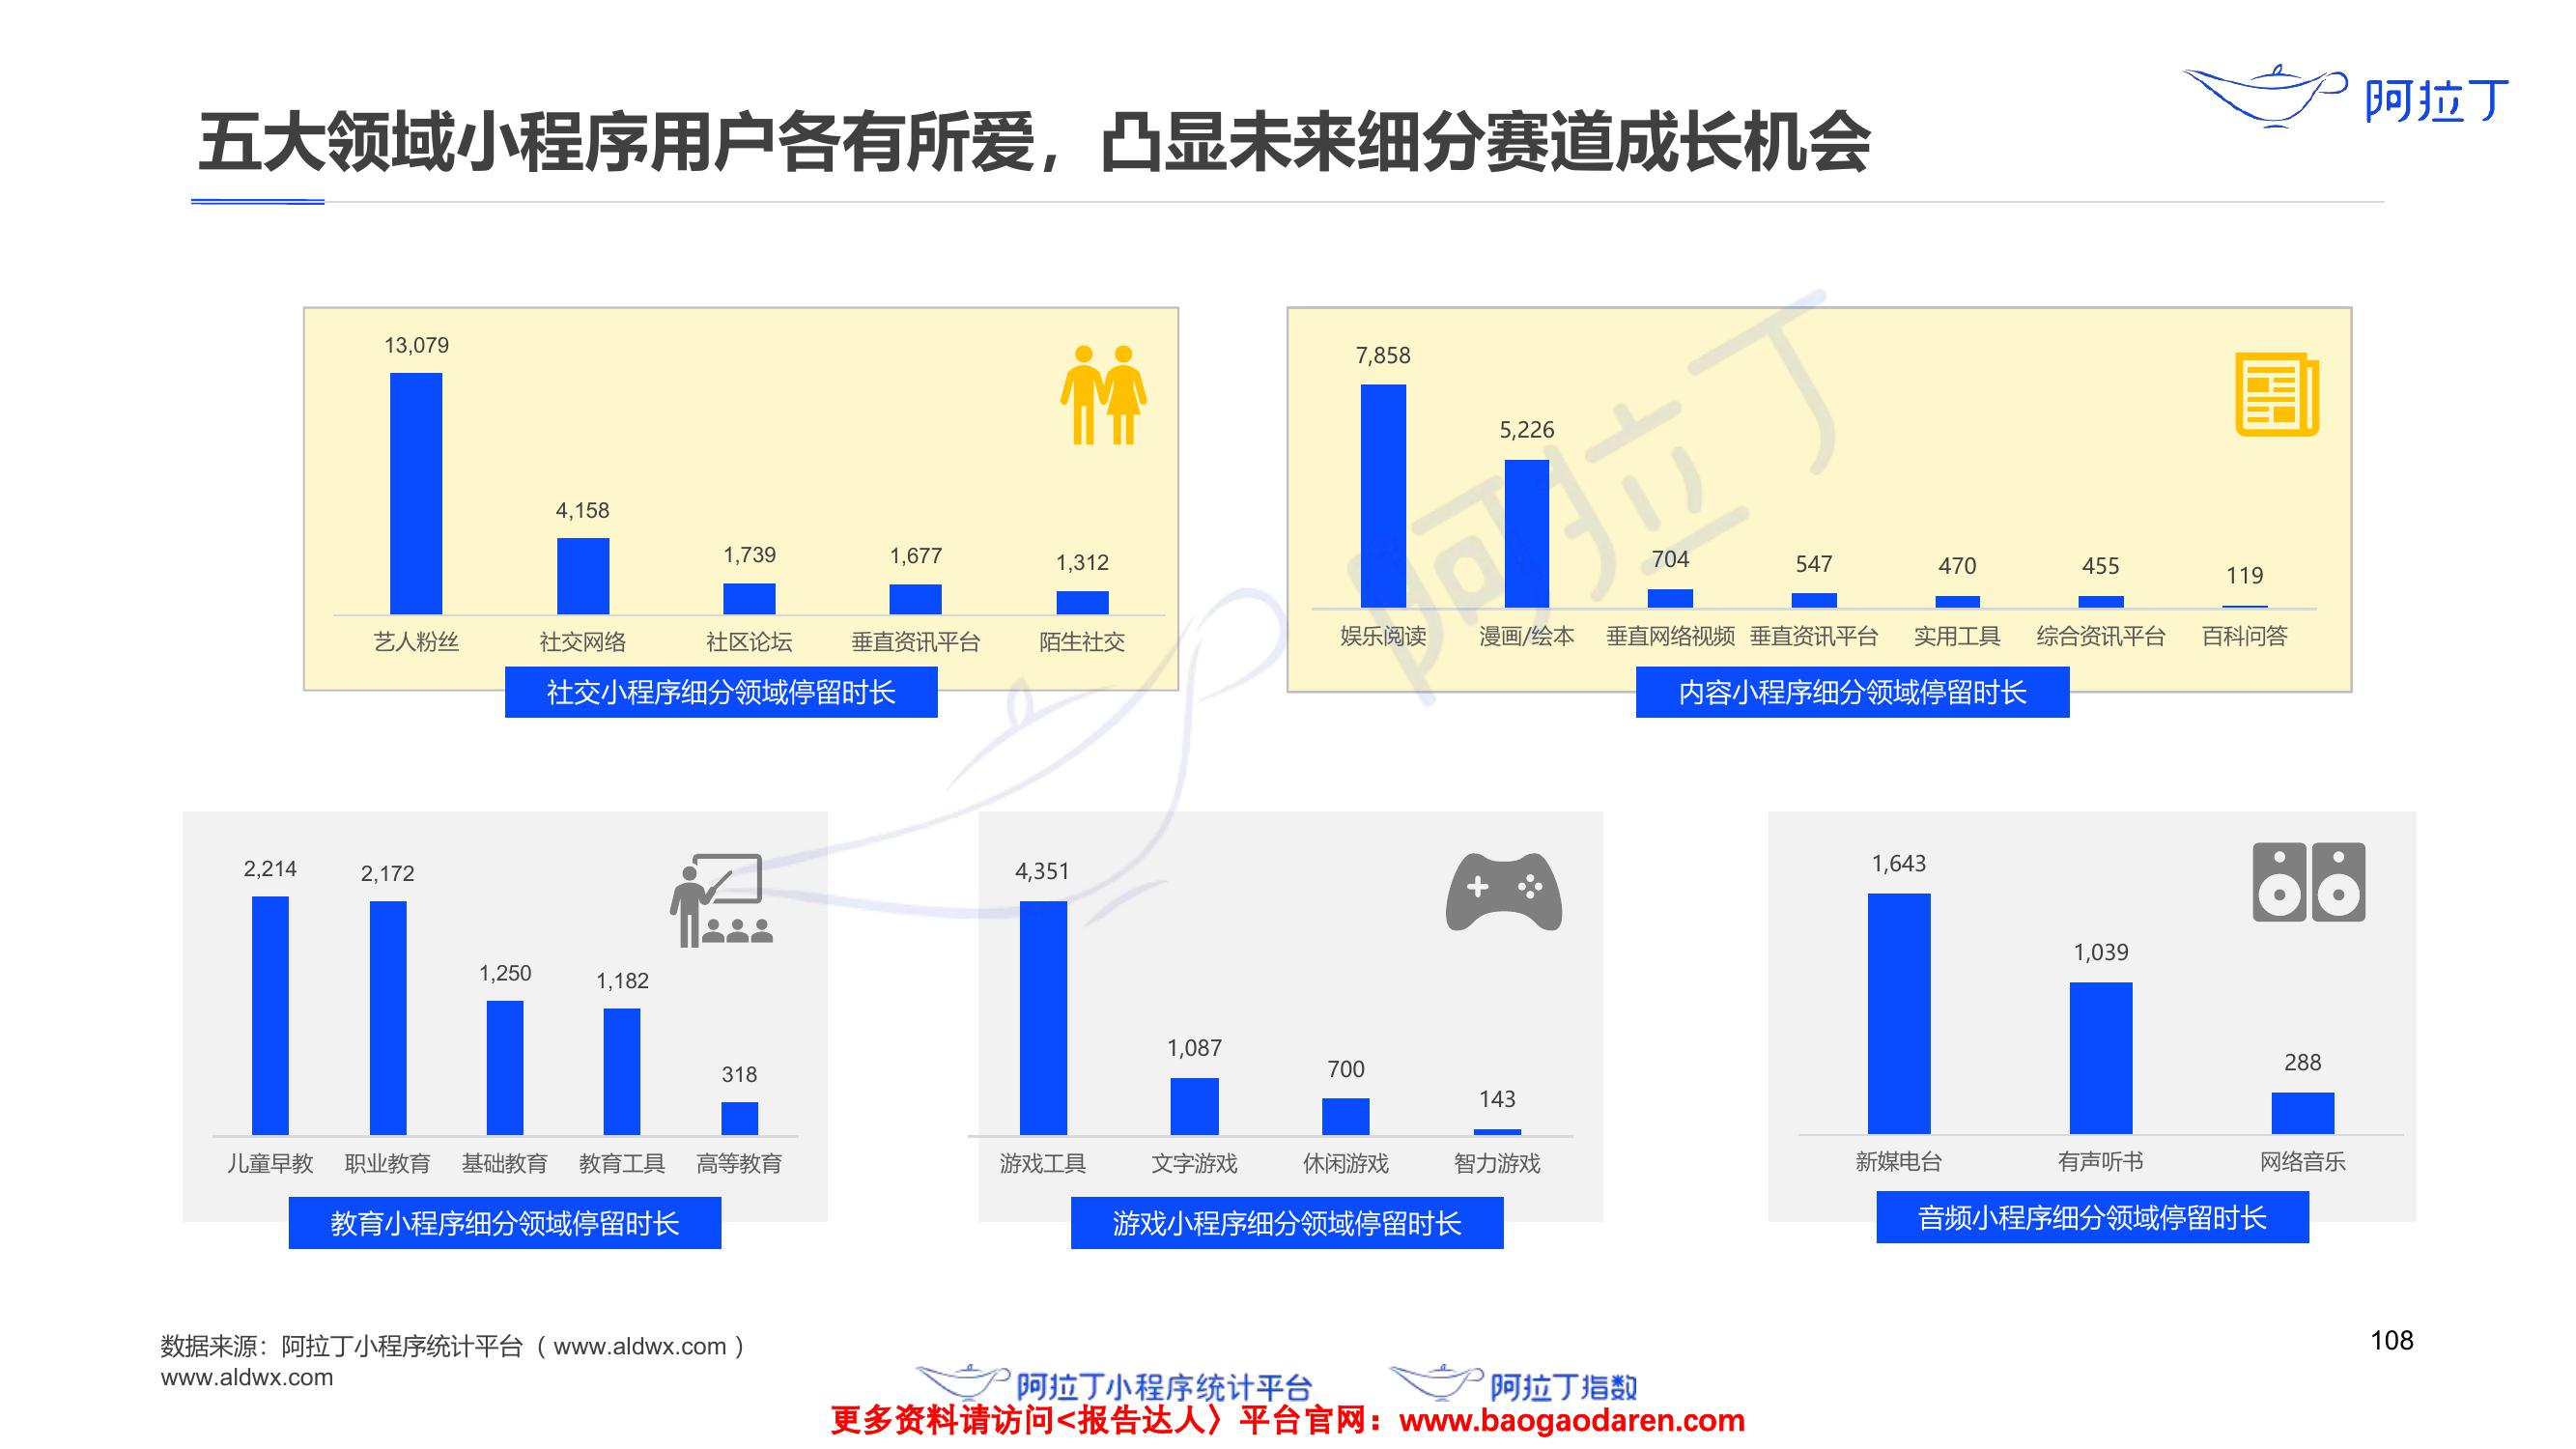 阿拉丁
五大领域小程序用户各有所爱，凸显未来细分赛道成长机会
13,079
4,158
1,739
1,677
1,312
艺人粉丝 社交网络 社区论坛 垂直资讯平台 陌生社交
社交小程序细分领域停留时长
7,858
5,226
704
547
470
455
119
娱乐阅读 漫画/绘本 垂直网络视频 垂直资讯平台 实用工具 综合资讯平台 百科问答
内容小程序细分领域停留时长
阿拉丁
2,214
2,172
1,250
1,182
318
儿童早教 职业教育 基础教育 教育工具 高等教育
教育小程序细分领域停留时长
4,351
1,087
700
143
游戏工具 文字游戏 休闲游戏 智力游戏
游戏小程序细分领域停留时长
1,643
1,039
288
新媒电台 有声听书 网络音乐
音频小程序细分领域停留时长
数据来源：阿拉丁小程序统计平台（www.aldwx.com）
www.aldwx.com
108
阿拉丁小程序统计平台 阿拉丁指数
更多资料请访问<报告达人〉平台官网：www.baogaodaren.com